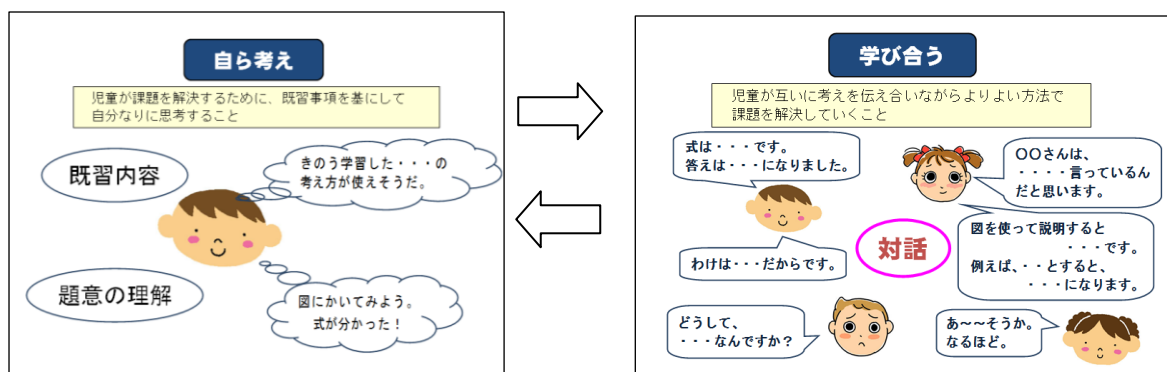 自ら考え
児童が課題を解決するために、既習事項を基にして
自分なりに思考すること
既習内容
きのう学習した・・・の
考え方が使えそうだ。
題意の理解
図にかいてみよう。
式が分かった！
学び合う
児童が互いに考えを伝え合いながらよりよい方法で
課題を解決していくこと
式は・・・です。
答えは・・・になりました。
〇〇さんは、
・・・・言っているん
だと思います。
わけは・・・だからです。
対話
図を使って説明すると
・・・です。
例えば、・・とすると、
・・・になります。
どうして、
・・・なんですか？
あ～～そうか。
なるほど。